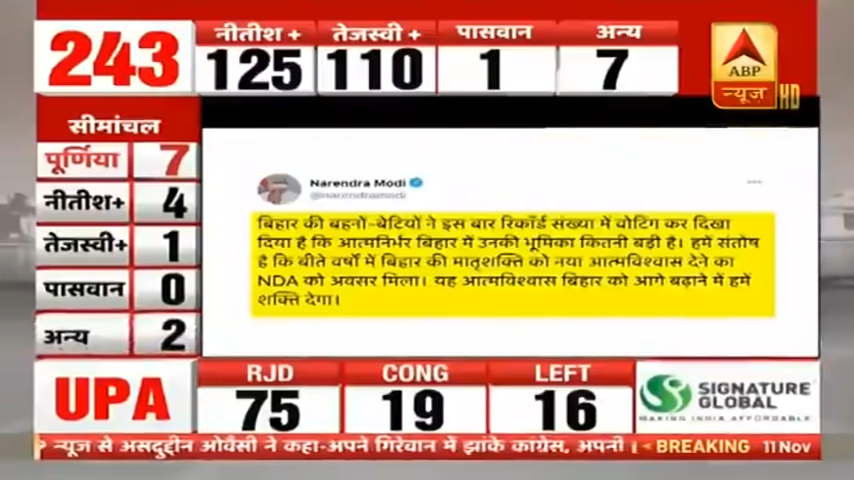 243
नीतीश + तेजस्वी + पासवान अन्य
125 110 1 7
ABP
न्यूज़ HD
सीमांचल
पूर्णिया 7
नीतीश+ 4
तेजस्वी+ 1
पासवान 0
अन्य 2
Narendra Modi
@narendramodi
बिहार की बहनों-बेटियों ने इस बार रिकॉर्ड संख्या में वोटिंग कर दिखा
दिया है कि आत्मनिर्भर बिहार में उनकी भूमिका कितनी बड़ी है। हमें संतोष
है कि बीते वर्षों में बिहार की मातृशक्ति को नया आत्मविश्वास देने का
NDA को अवसर मिला। यह आत्मविश्वास बिहार को आगे बढ़ाने में हमें
शक्ति देगा।
UPA
RJD CONG LEFT
75 19 16
SIGNATURE
GLOBAL
MAKING INDIA AFFORDABLE
न्यूज से असदुद्दीन ओवैसी ने कहा-अपने गिरेवान में झांके कांग्रेस, अपनी BREAKING 11 Nov